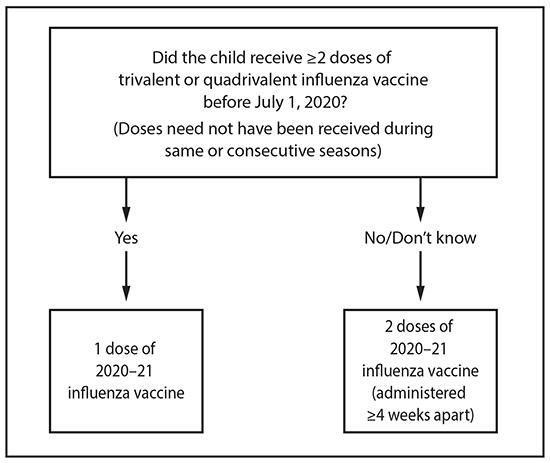 Did the child receive ≥2 doses of
trivalent or quadrivalent influenza vaccine
before July 1, 2020?
(Doses need not have been received during
same or consecutive seasons)
Yes
No/Don’t know
1 dose of
2020–21
influenza vaccine
2 doses of
2020–21
influenza vaccine
(administered
≥4 weeks apart)